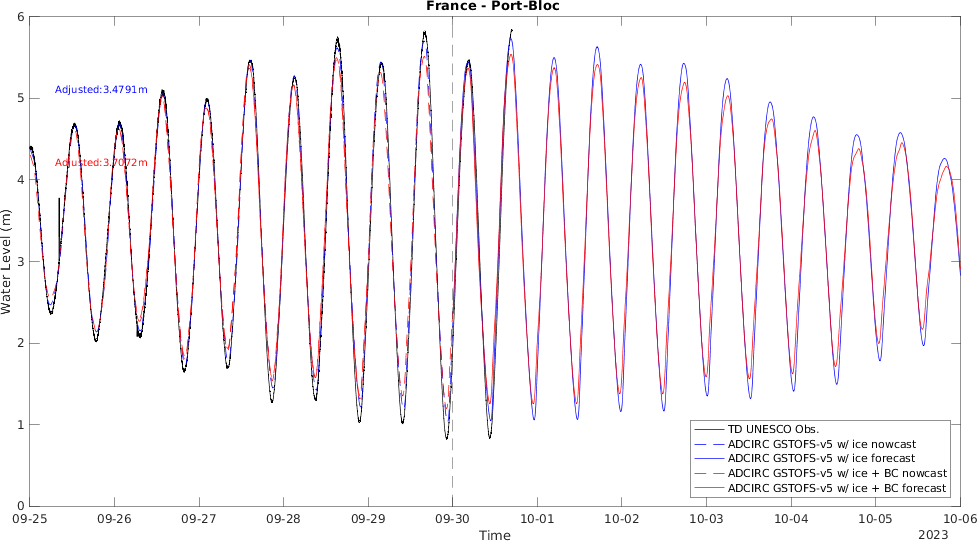 France - Port-Bloc
6
5
4
3
2
1
0
Water Level (m)
Adjusted:3.4791m
Adjusted:3.7072m
TD UNESCO Obs.
ADCIRC GSTOFS-v5 w/ ice nowcast
ADCIRC GSTOFS-v5 w/ ice forecast
ADCIRC GSTOFS-v5 w/ ice + BC nowcast
ADCIRC GSTOFS-v5 w/ ice + BC forecast
09-25 09-26 09-27 09-28 09-29 09-30 10-01 10-02 10-03 10-04 10-05 10-06
Time
2023